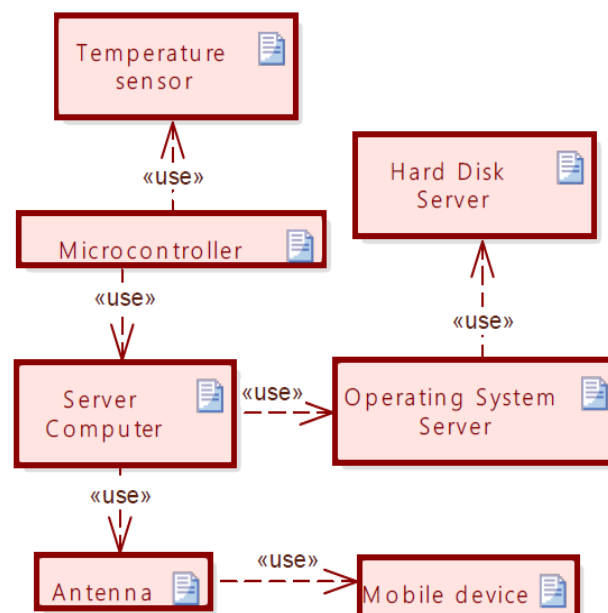 Temperature
sensor
«use»
Hard Disk
Server
Microcontroller
«use»
«use»
Server
Computer
«use»
Operating System
Server
«use»
Antenna
«use»
Mobile device